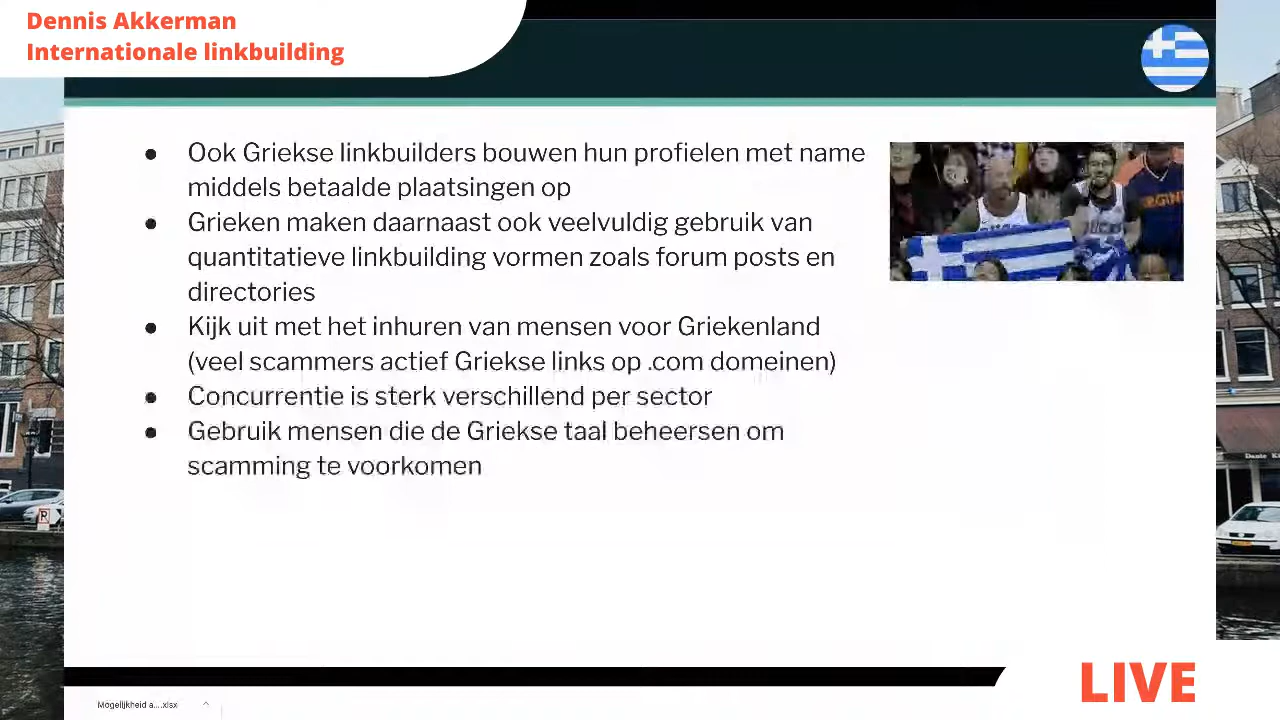 Dennis Akkerman
Internationale linkbuilding
● Ook Griekse linkbuilders bouwen hun profielen met name
middels betaalde plaatsingen op
● Grieken maken daarnaast ook veelvuldig gebruik van
quantitatieve linkbuilding vormen zoals forum posts en
directories
● Kijk uit met het inhuren van mensen voor Griekenland
(veel scammers actief Griekse links op .com domeinen)
● Concurrentie is sterk verschillend per sector
● Gebruik mensen die de Griekse taal beheersen om
scamming te voorkomen
LIVE
Mogelijkheid a....xlsx